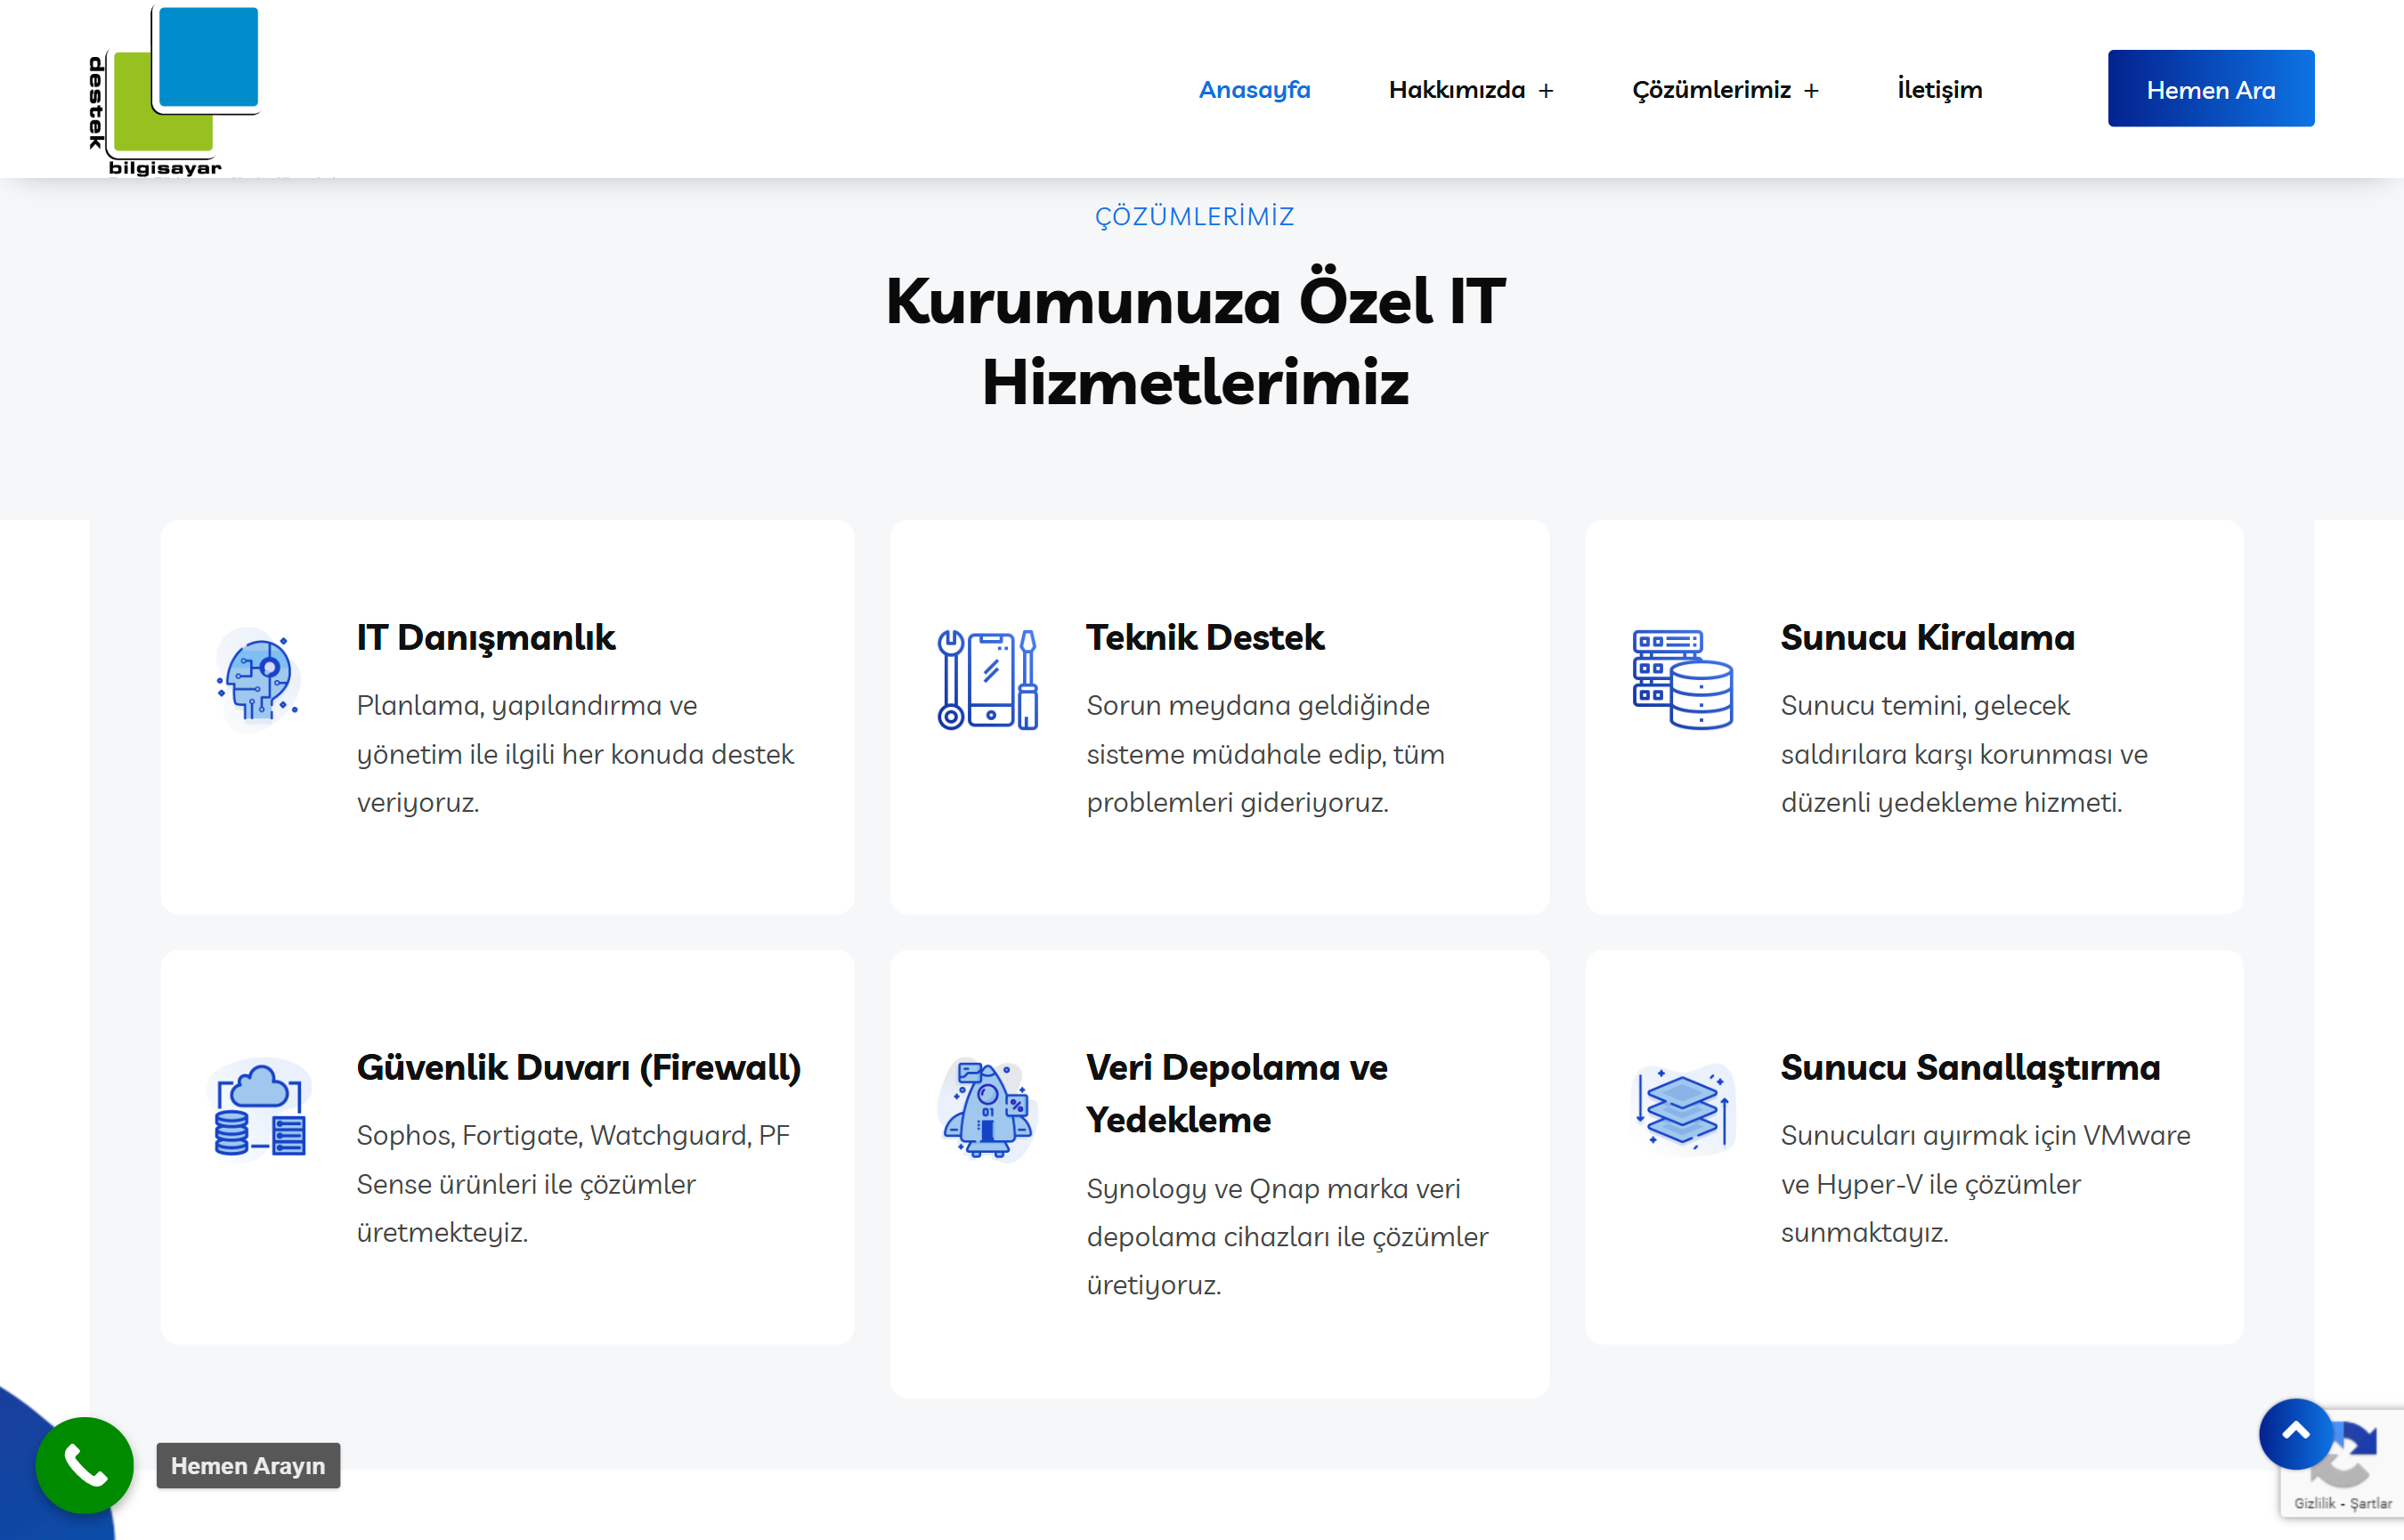 destek
bilgisayar
Anasayfa
Hakkımızda +
Çözümlerimiz +
İletişim
Hemen Ara
ÇÖZÜMLERİMİZ
Kurumunuza Özel IT
Hizmetlerimiz
IT Danışmanlık
Planlama, yapılandırma ve
yönetim ile ilgili her konuda destek
veriyoruz.
Teknik Destek
Sorun meydana geldiğinde
sisteme müdahale edip, tüm
problemleri gideriyoruz.
Sunucu Kiralama
Sunucu temini, gelecek
saldırılara karşı korunması ve
düzenli yedekleme hizmeti.
Güvenlik Duvarı (Firewall)
Sophos, Fortigate, Watchguard, PF
Sense ürünleri ile çözümler
üretmekteyiz.
Veri Depolama ve
Yedekleme
Synology ve Qnap marka veri
depolama cihazları ile çözümler
üretiyoruz.
Sunucu Sanallaştırma
Sunucuları ayırmak için VMware
ve Hyper-V ile çözümler
sunmaktayız.
Hemen Arayın
Gizlilik - Şartlar